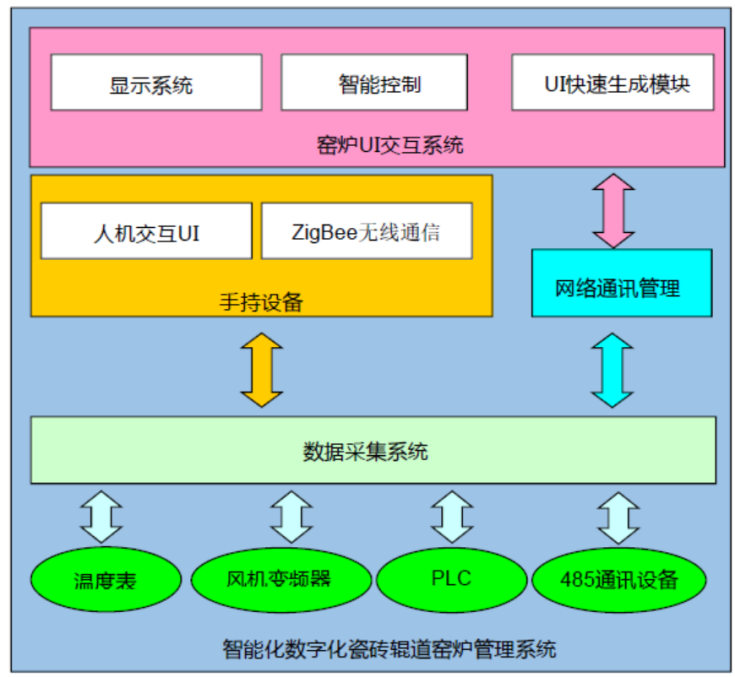 显示系统
智能控制
UI快速生成模块
窑炉UI交互系统
人机交互UI
ZigBee无线通信
手持设备
网络通讯管理
数据采集系统
温度表
风机变频器
PLC
485通讯设备
智能化数字化瓷砖辊道窑炉管理系统